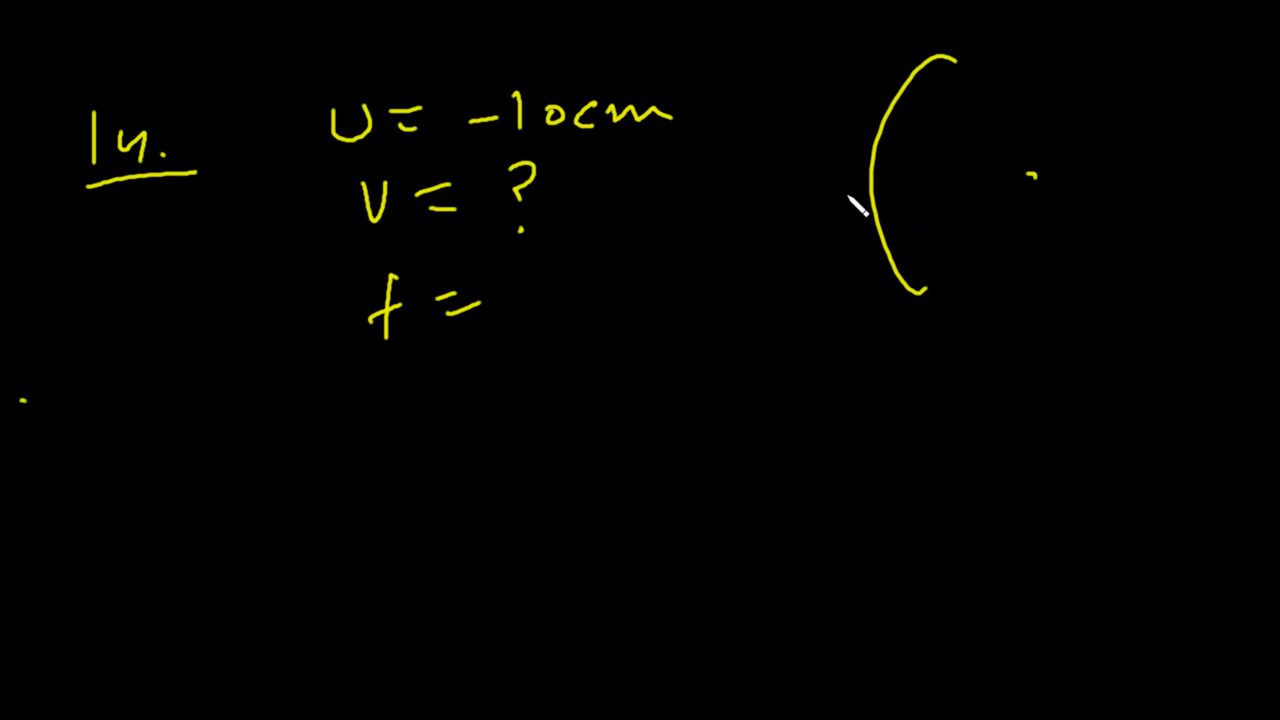 14.
u = -10cm
v = ?
f =